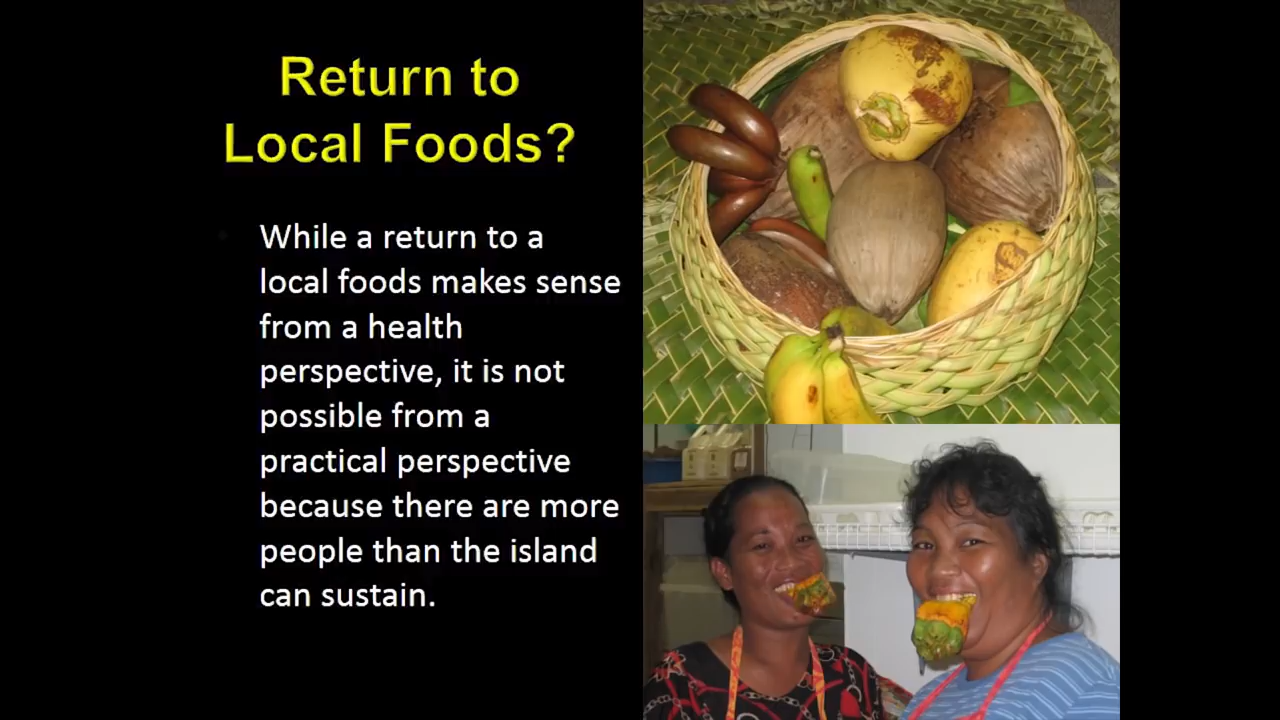 Return to
Local Foods?
While a return to a
local foods makes sense
from a health
perspective, it is not
possible from a
practical perspective
because there are more
people than the island
can sustain.